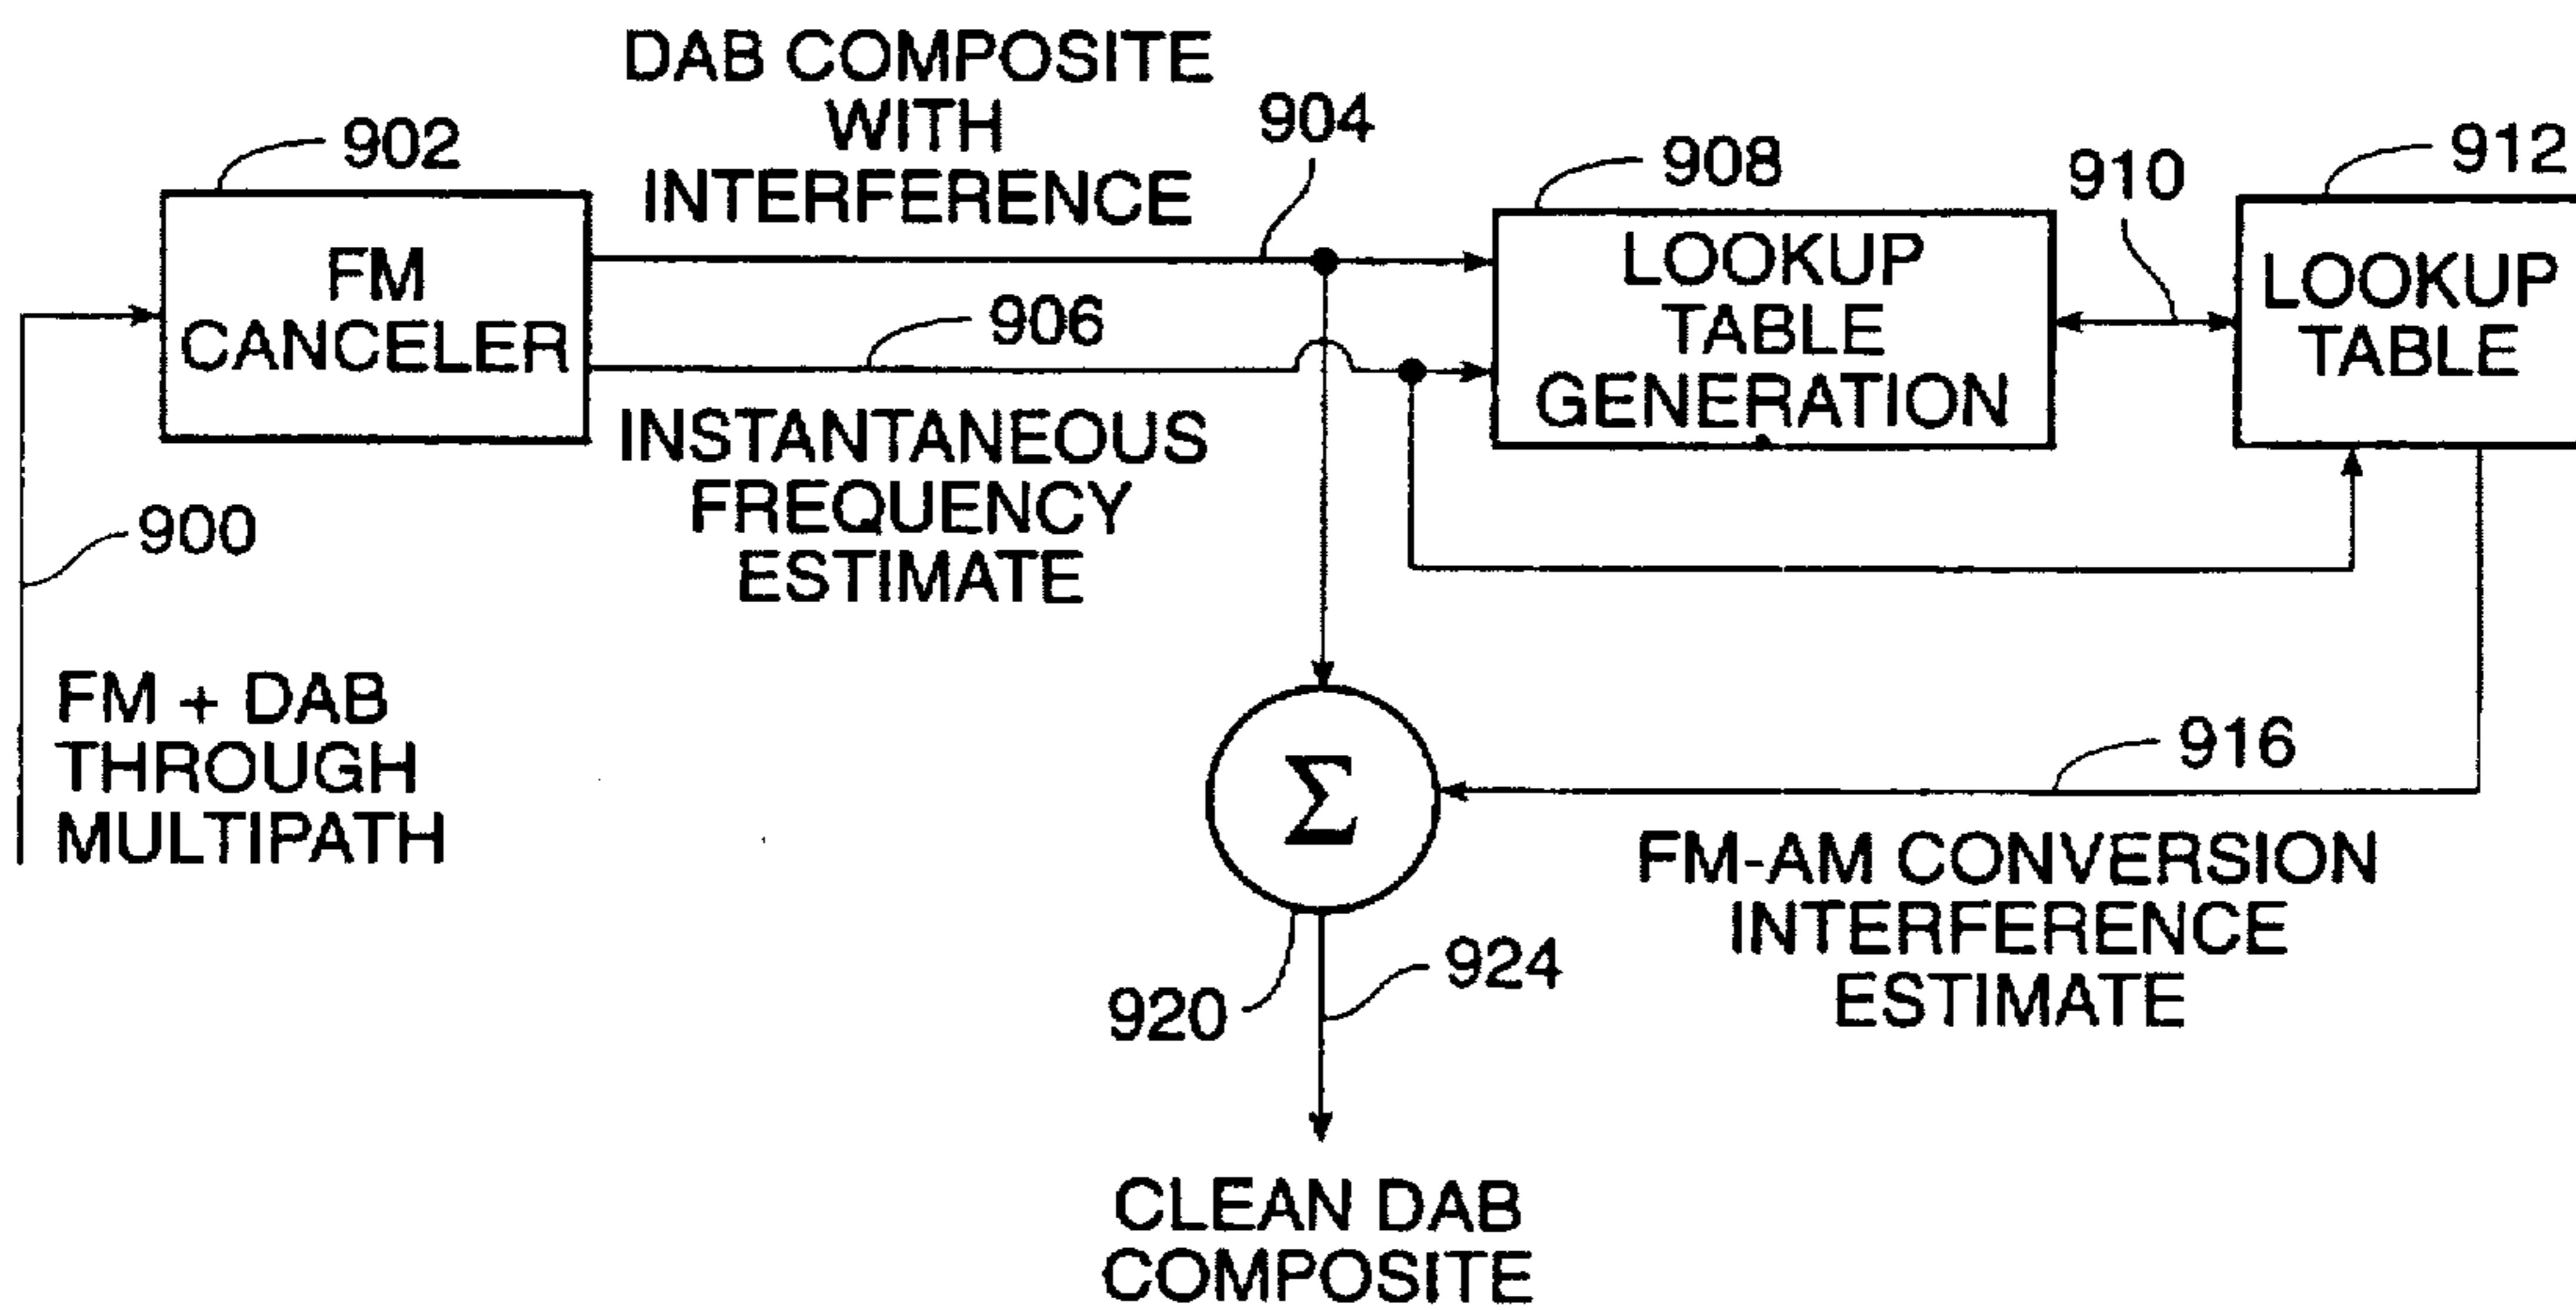 DAB COMPOSITE
WITH
INTERFERENCE
902
904
908
910
912
FM
CANCELER
LOOKUP
TABLE
GENERATION
LOOKUP
TABLE
906
INSTANTANEOUS
FREQUENCY
ESTIMATE
900
FM + DAB
THROUGH
MULTIPATH
Σ
916
FM-AM CONVERSION
INTERFERENCE
ESTIMATE
920
924
CLEAN DAB
COMPOSITE